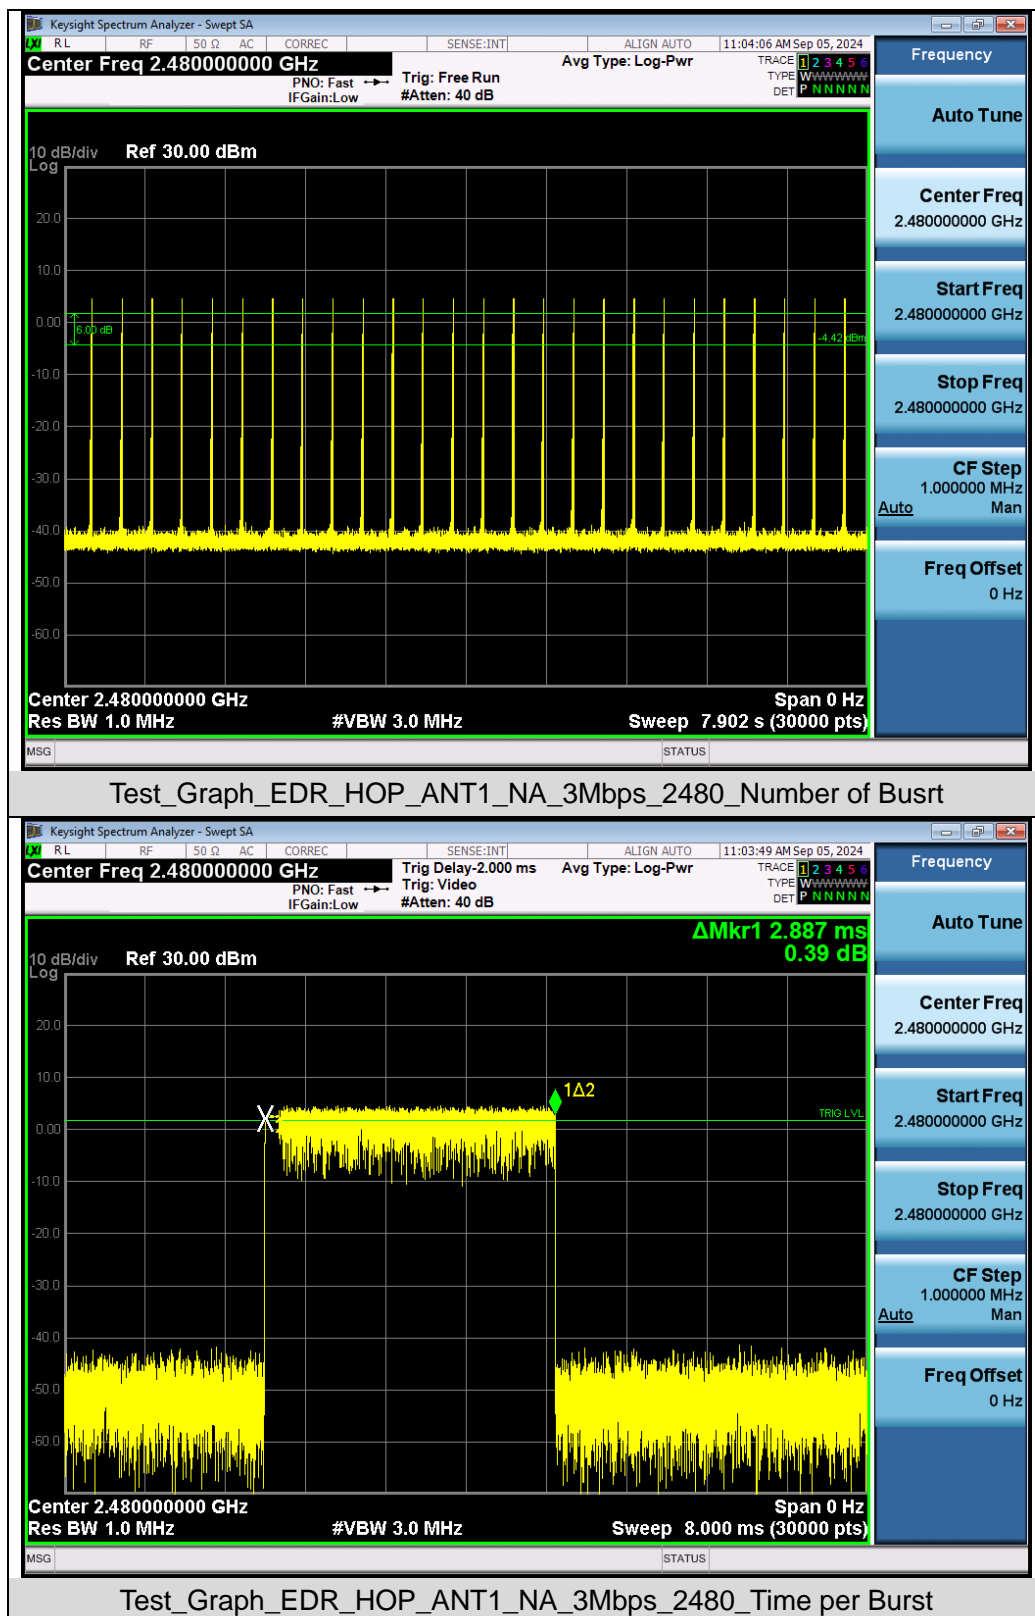 Keysight Spectrum Analyzer - Swept SA
LXI RL RF 50 Ω AC CORREC SENSE:INT ALIGN AUTO 11:04:06 AM Sep 05, 2024
Center Freq 2.480000000 GHz
PNO: Fast
IFGain:Low
Trig: Free Run
#Atten: 40 dB
Avg Type: Log-Pwr
TRACE 1 2 3 4 5 6
TYPE WWWWWW
DET P N N N N N
10 dB/div Ref 30.00 dBm
Log
20.0
10.0
0.00
6.00 dB
-4.42 dBm
-10.0
-20.0
-30.0
-40.0
-50.0
-60.0
Center 2.480000000 GHz Span 0 Hz
Res BW 1.0 MHz #VBW 3.0 MHz Sweep 7.902 s (30000 pts)
MSG STATUS
Frequency
Auto Tune
Center Freq
2.480000000 GHz
Start Freq
2.480000000 GHz
Stop Freq
2.480000000 GHz
CF Step
1.000000 MHz
Auto Man
Freq Offset
0 Hz
Test_Graph_EDR_HOP_ANT1_NA_3Mbps_2480_Number of Busrt
Keysight Spectrum Analyzer - Swept SA
LXI RL RF 50 Ω AC CORREC SENSE:INT ALIGN AUTO 11:03:49 AM Sep 05, 2024
Center Freq 2.480000000 GHz
PNO: Fast
IFGain:Low
Trig Delay-2.000 ms
Trig: Video
#Atten: 40 dB
Avg Type: Log-Pwr
TRACE 1 2 3 4 5 6
TYPE WWWWWW
DET P N N N N N
ΔMkr1 2.887 ms
0.39 dB
10 dB/div Ref 30.00 dBm
Log
20.0
10.0
1Δ2
TRIG LVL
0.00
-10.0
-20.0
-30.0
-40.0
-50.0
-60.0
Center 2.480000000 GHz Span 0 Hz
Res BW 1.0 MHz #VBW 3.0 MHz Sweep 8.000 ms (30000 pts)
MSG STATUS
Frequency
Auto Tune
Center Freq
2.480000000 GHz
Start Freq
2.480000000 GHz
Stop Freq
2.480000000 GHz
CF Step
1.000000 MHz
Auto Man
Freq Offset
0 Hz
Test_Graph_EDR_HOP_ANT1_NA_3Mbps_2480_Time per Burst